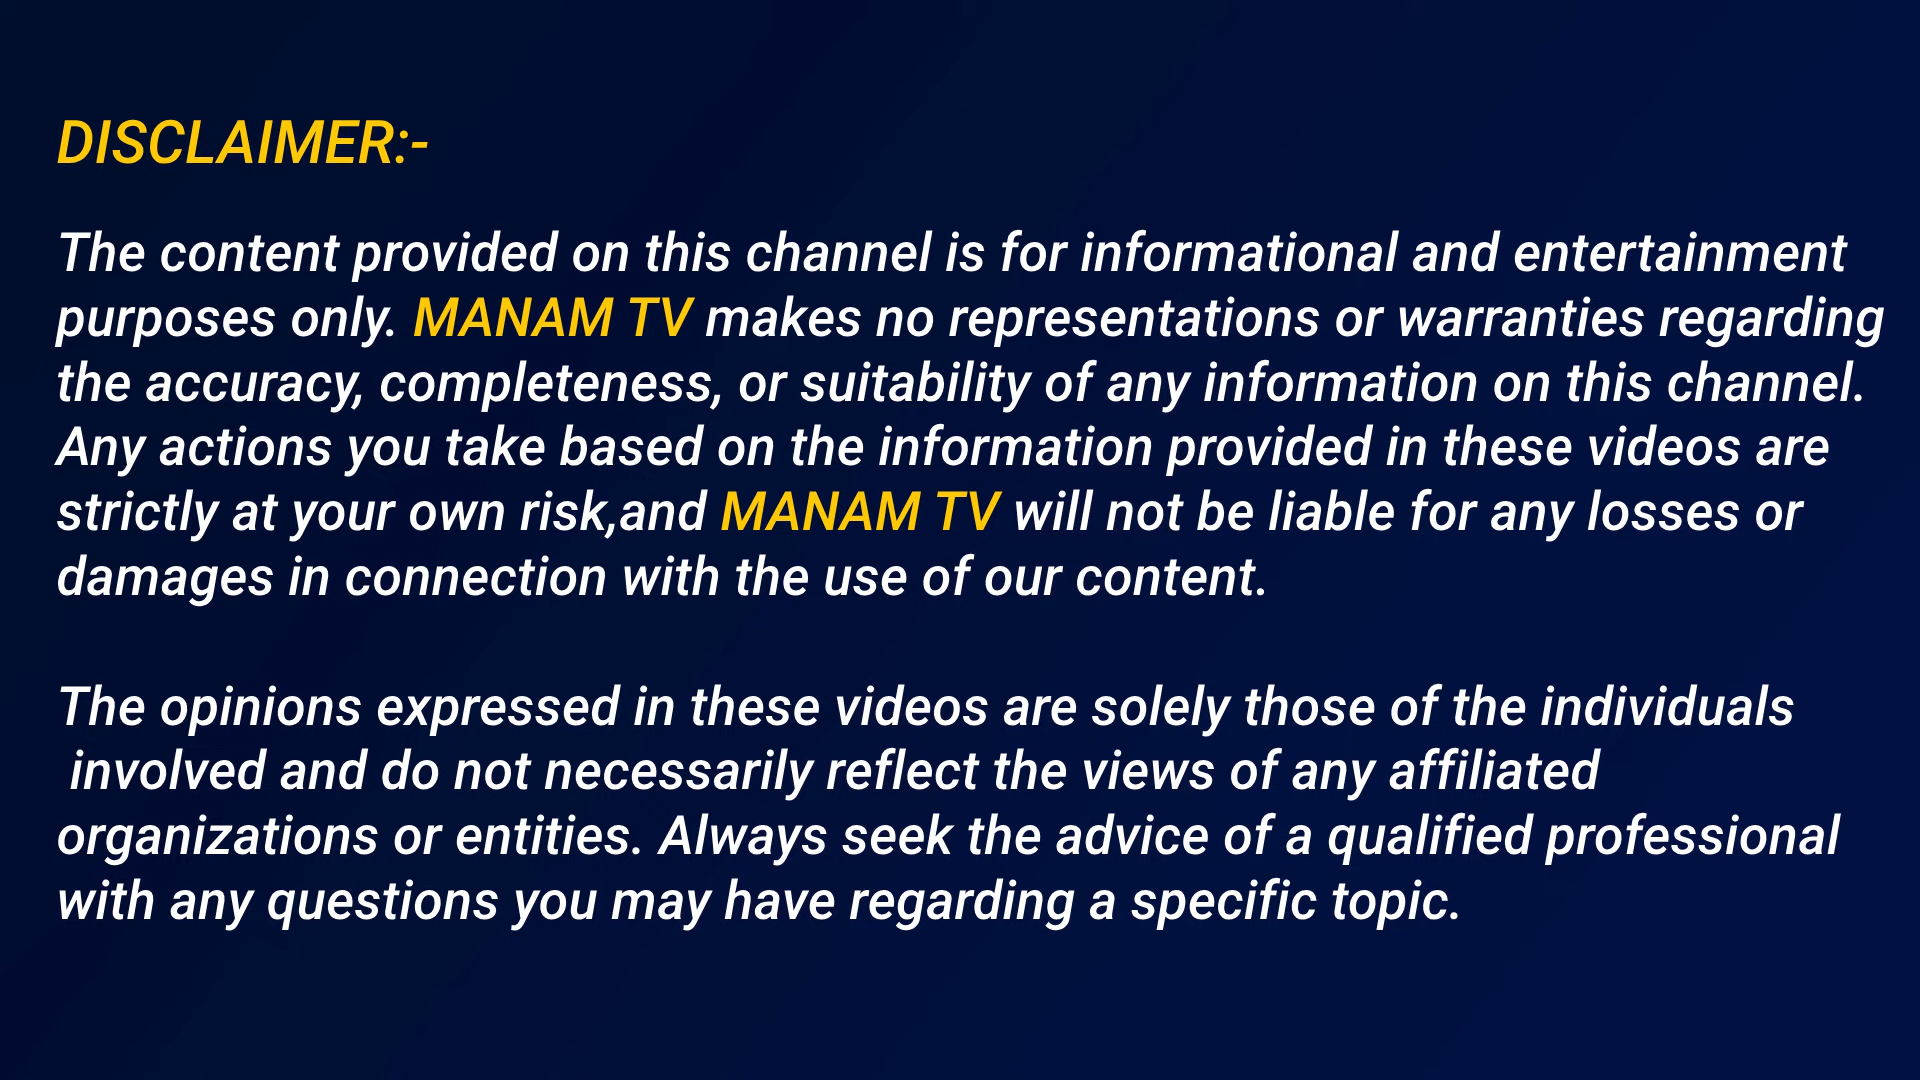 DISCLAIMER:-
The content provided on this channel is for informational and entertainment
purposes only. MANAM TV makes no representations or warranties regarding
the accuracy, completeness, or suitability of any information on this channel.
Any actions you take based on the information provided in these videos are
strictly at your own risk,and MANAM TV will not be liable for any losses or
damages in connection with the use of our content.
The opinions expressed in these videos are solely those of the individuals
involved and do not necessarily reflect the views of any affiliated
organizations or entities. Always seek the advice of a qualified professional
with any questions you may have regarding a specific topic.